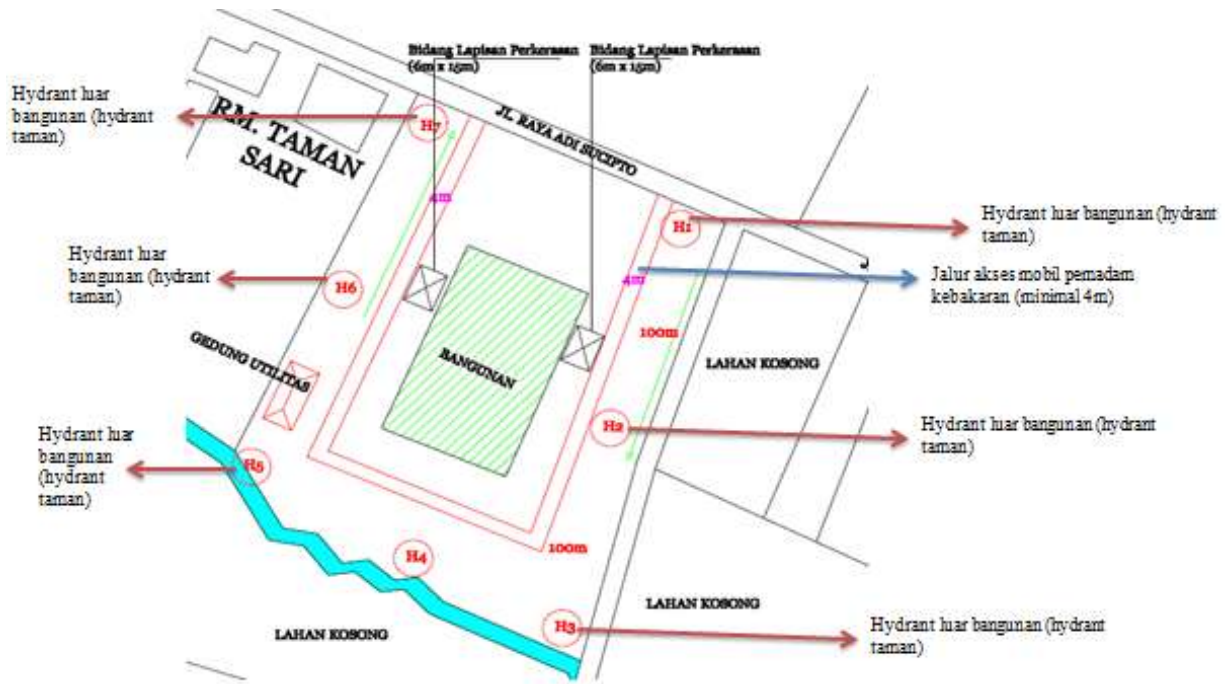 Bidang Lapisan Perkerasan
(6m x 15m)
Bidang Lapisan Perkerasan
(6m x 15m)
Hydrant luar
bangunan (hydrant
taman)
H7
RM. TAMAN
SARI
JL. RAYA ADI SUCIPTO
4m
H1
Hydrant luar bangunan (hydrant
taman)
Hydrant luar
bangunan (hydrant
taman)
H6
4m
Jalur akses mobil pemadam
kebakaran (minimal 4m)
100m
GEDUNG UTILITAS
BANGUNAN
LAHAN KOSONG
H2
Hydrant luar bangunan (hydrant
taman)
Hydrant luar
bangunan
(hydrant
taman)
H5
H4
100m
LAHAN KOSONG
LAHAN KOSONG
H3
Hydrant luar bangunan (hydrant
taman)